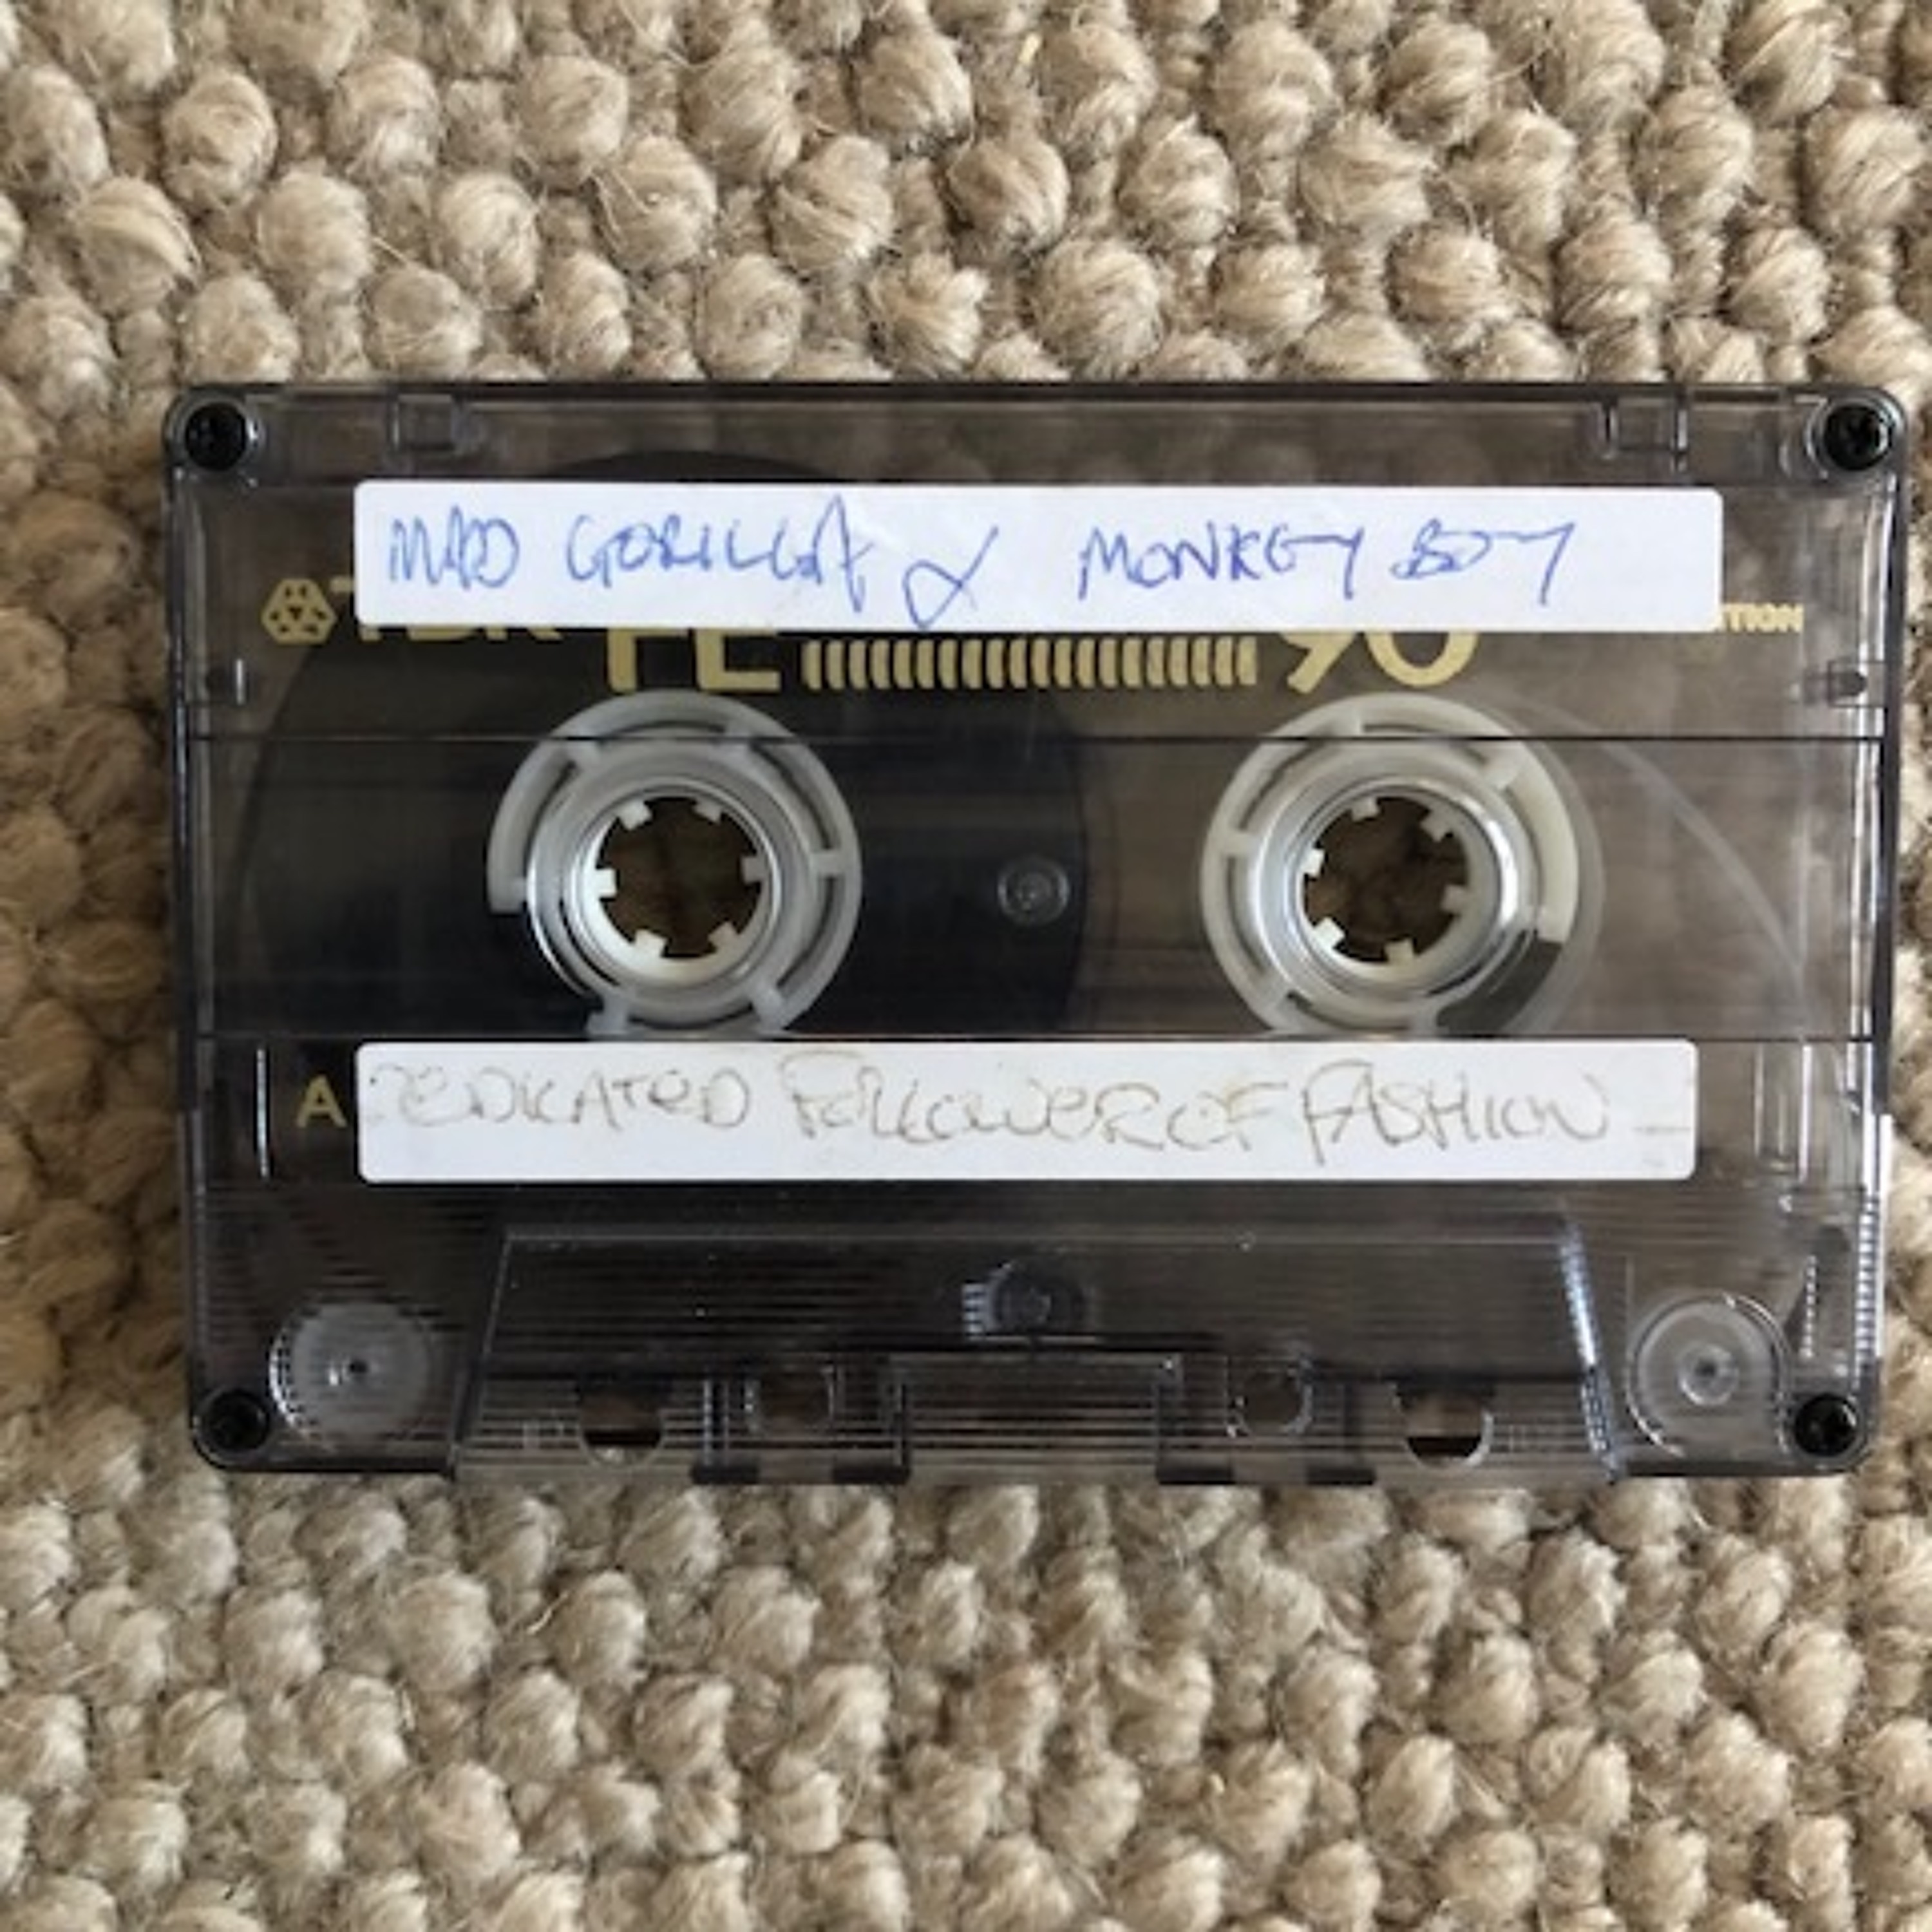 MAD GORILLA & MONKEY BOY
TDK FE 90
A DEDICATED FOLLOWER OF FASHION